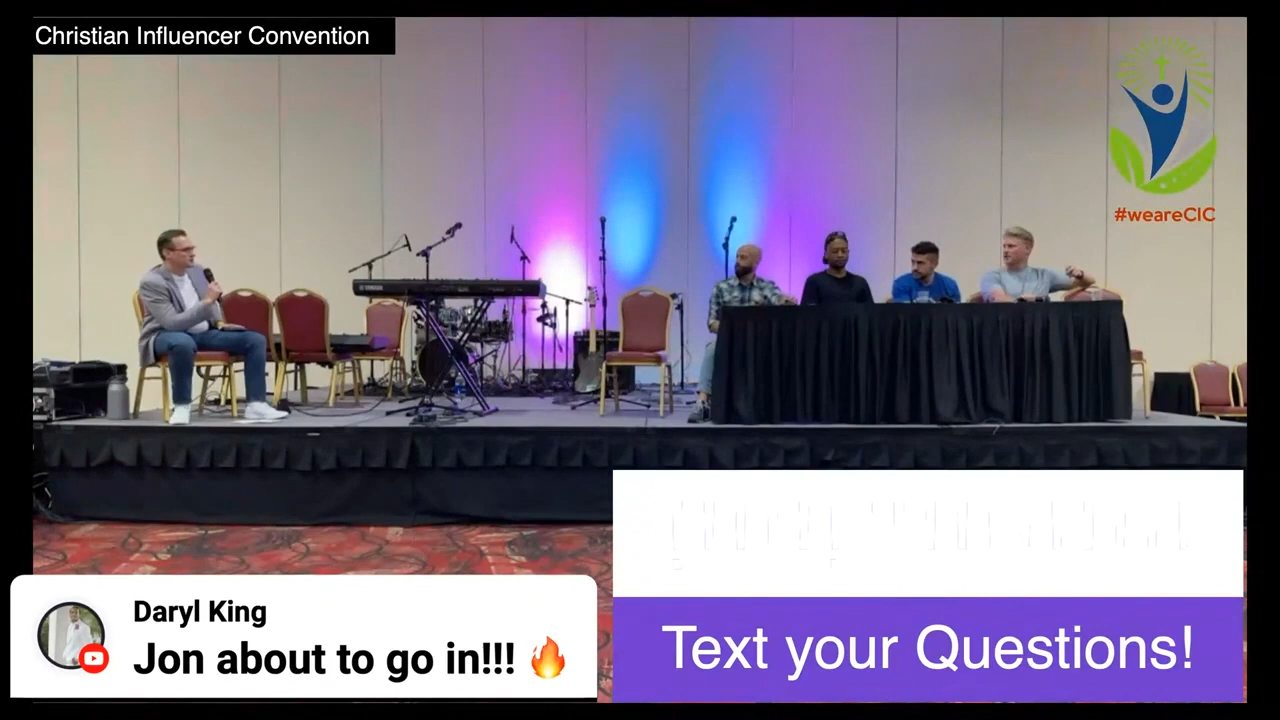 Christian Influencer Convention
#weareCIC
Daryl King
Jon about to go in!!! 🔥
Text your Questions!